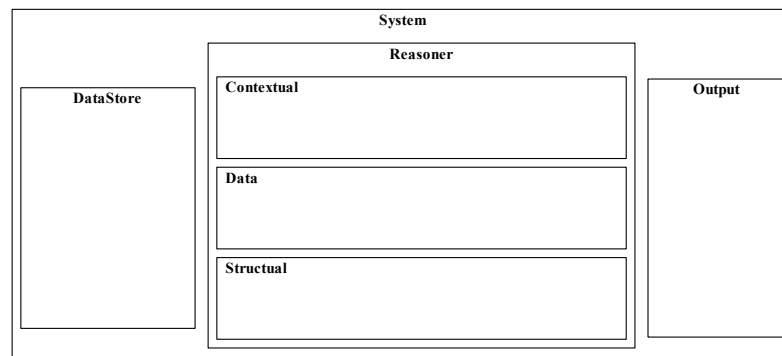 System
Reasoner
DataStore
Contextual
Data
Structual
Output